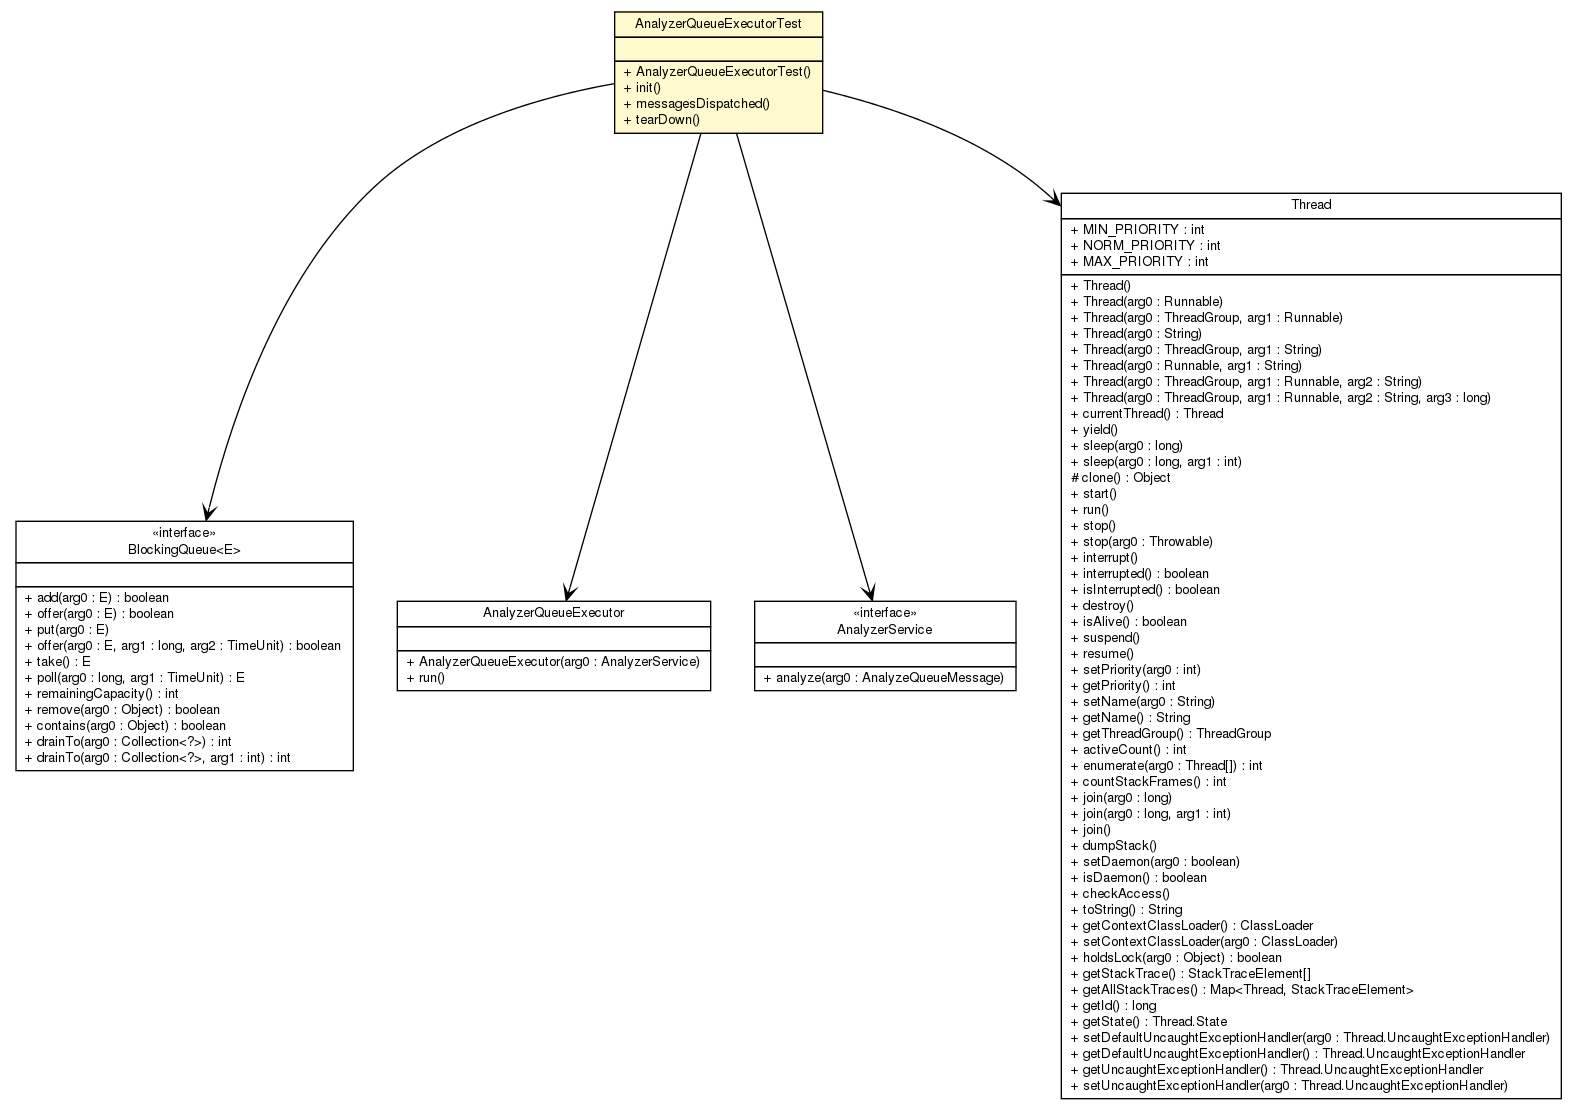 AnalyzerQueueExecutorTest
+ AnalyzerQueueExecutorTest()
+ init()
+ messagesDispatched()
+ tearDown()
«interface»
BlockingQueue<E>
+ add(arg0 : E) : boolean
+ offer(arg0 : E) : boolean
+ put(arg0 : E)
+ offer(arg0 : E, arg1 : long, arg2 : TimeUnit) : boolean
+ take() : E
+ poll(arg0 : long, arg1 : TimeUnit) : E
+ remainingCapacity() : int
+ remove(arg0 : Object) : boolean
+ contains(arg0 : Object) : boolean
+ drainTo(arg0 : Collection<?>) : int
+ drainTo(arg0 : Collection<?>, arg1 : int) : int
AnalyzerQueueExecutor
+ AnalyzerQueueExecutor(arg0 : AnalyzerService)
+ run()
«interface»
AnalyzerService
+ analyze(arg0 : AnalyzeQueueMessage)
Thread
+ MIN_PRIORITY : int
+ NORM_PRIORITY : int
+ MAX_PRIORITY : int
+ Thread()
+ Thread(arg0 : Runnable)
+ Thread(arg0 : ThreadGroup, arg1 : Runnable)
+ Thread(arg0 : String)
+ Thread(arg0 : ThreadGroup, arg1 : String)
+ Thread(arg0 : Runnable, arg1 : String)
+ Thread(arg0 : ThreadGroup, arg1 : Runnable, arg2 : String)
+ Thread(arg0 : ThreadGroup, arg1 : Runnable, arg2 : String, arg3 : long)
+ currentThread() : Thread
+ yield()
+ sleep(arg0 : long)
+ sleep(arg0 : long, arg1 : int)
# clone() : Object
+ start()
+ run()
+ stop()
+ stop(arg0 : Throwable)
+ interrupt()
+ interrupted() : boolean
+ isInterrupted() : boolean
+ destroy()
+ isAlive() : boolean
+ suspend()
+ resume()
+ setPriority(arg0 : int)
+ getPriority() : int
+ setName(arg0 : String)
+ getName() : String
+ getThreadGroup() : ThreadGroup
+ activeCount() : int
+ enumerate(arg0 : Thread[]) : int
+ countStackFrames() : int
+ join(arg0 : long)
+ join(arg0 : long, arg1 : int)
+ join()
+ dumpStack()
+ setDaemon(arg0 : boolean)
+ isDaemon() : boolean
+ checkAccess()
+ toString() : String
+ getContextClassLoader() : ClassLoader
+ setContextClassLoader(arg0 : ClassLoader)
+ holdsLock(arg0 : Object) : boolean
+ getStackTrace() : StackTraceElement[]
+ getAllStackTraces() : Map<Thread, StackTraceElement>
+ getId() : long
+ getState() : Thread.State
+ setDefaultUncaughtExceptionHandler(arg0 : Thread.UncaughtExceptionHandler)
+ getDefaultUncaughtExceptionHandler() : Thread.UncaughtExceptionHandler
+ getUncaughtExceptionHandler() : Thread.UncaughtExceptionHandler
+ setUncaughtExceptionHandler(arg0 : Thread.UncaughtExceptionHandler)